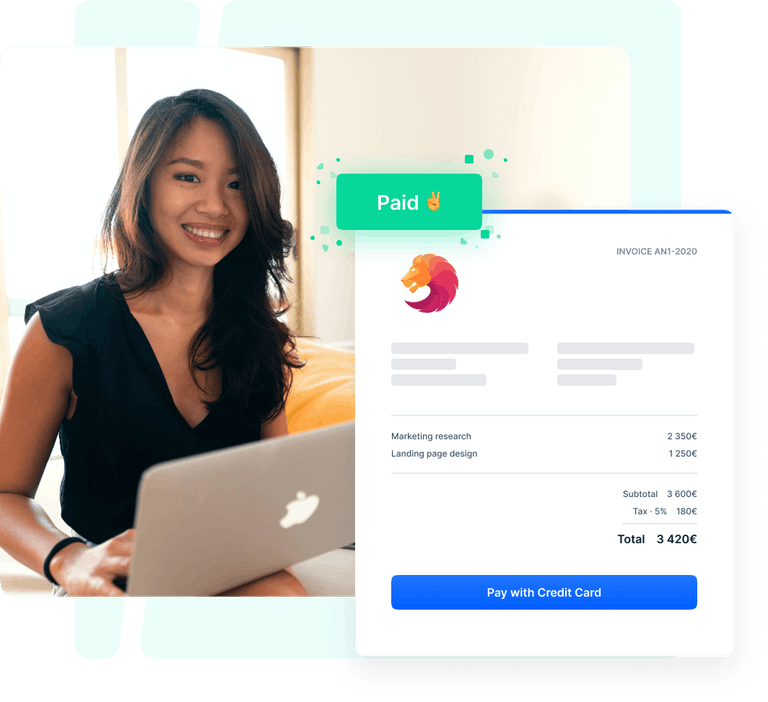 Paid ✌
INVOICE AN1-2020
Marketing research 2 350€
Landing page design 1 250€
Subtotal 3 600€
Tax · 5% 180€
Total 3 420€
Pay with Credit Card